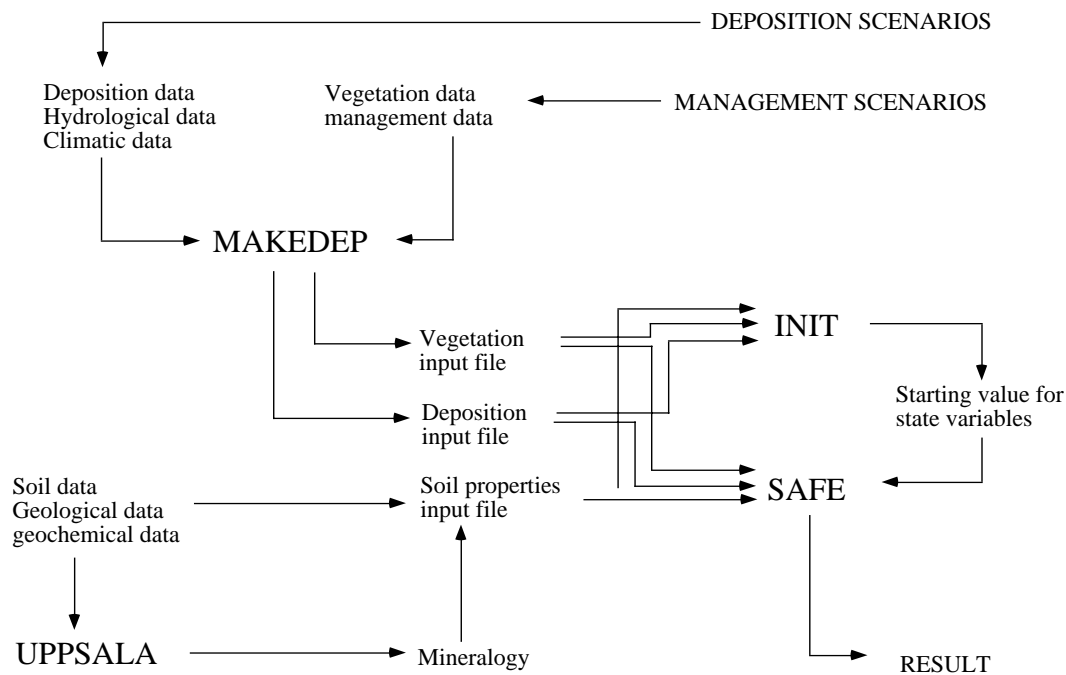 DEPOSITION SCENARIOS
Deposition data
Hydrological data
Climatic data
Vegetation data
management data
MANAGEMENT SCENARIOS
MAKEDEP
Vegetation
input file
INIT
Deposition
input file
Starting value for
state variables
Soil data
Geological data
geochemical data
Soil properties
input file
SAFE
UPPSALA
Mineralogy
RESULT